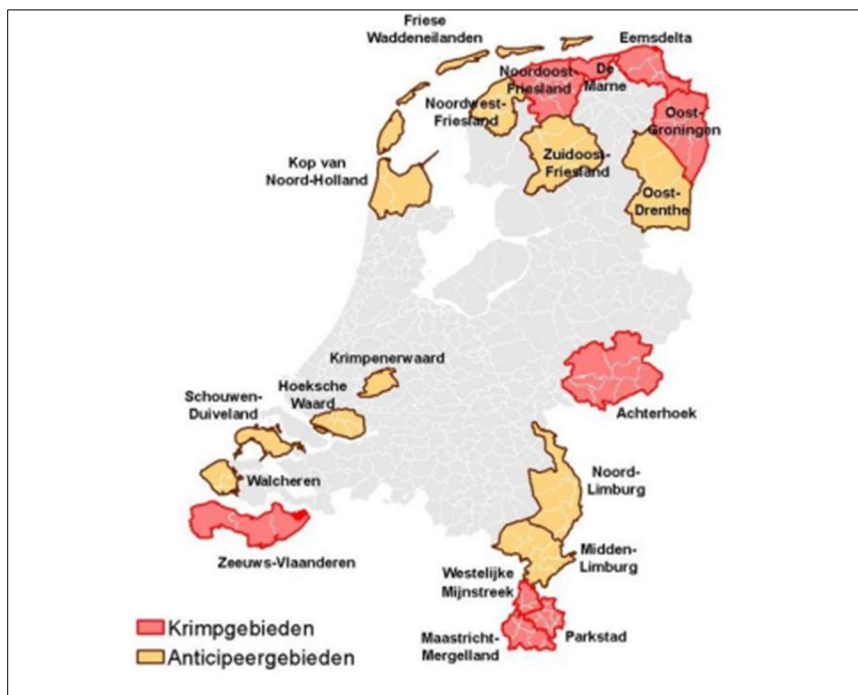 Friese
Waddeneilanden
Eemsdelta
Noordoost-
Friesland
De
Marne
Noordwest-
Friesland
Oost-
Groningen
Kop van
Noord-Holland
Zuidoost-
Friesland
Oost-
Drenthe
Krimpenerwaard
Hoeksche
Waard
Schouwen-
Duiveland
Achterhoek
Walcheren
Noord-
Limburg
Zeeuws-Vlaanderen
Midden-
Limburg
Westelijke
Mijnstreek
Maastricht-
Mergelland
Parkstad
Krimpgebieden
Anticipeergebieden